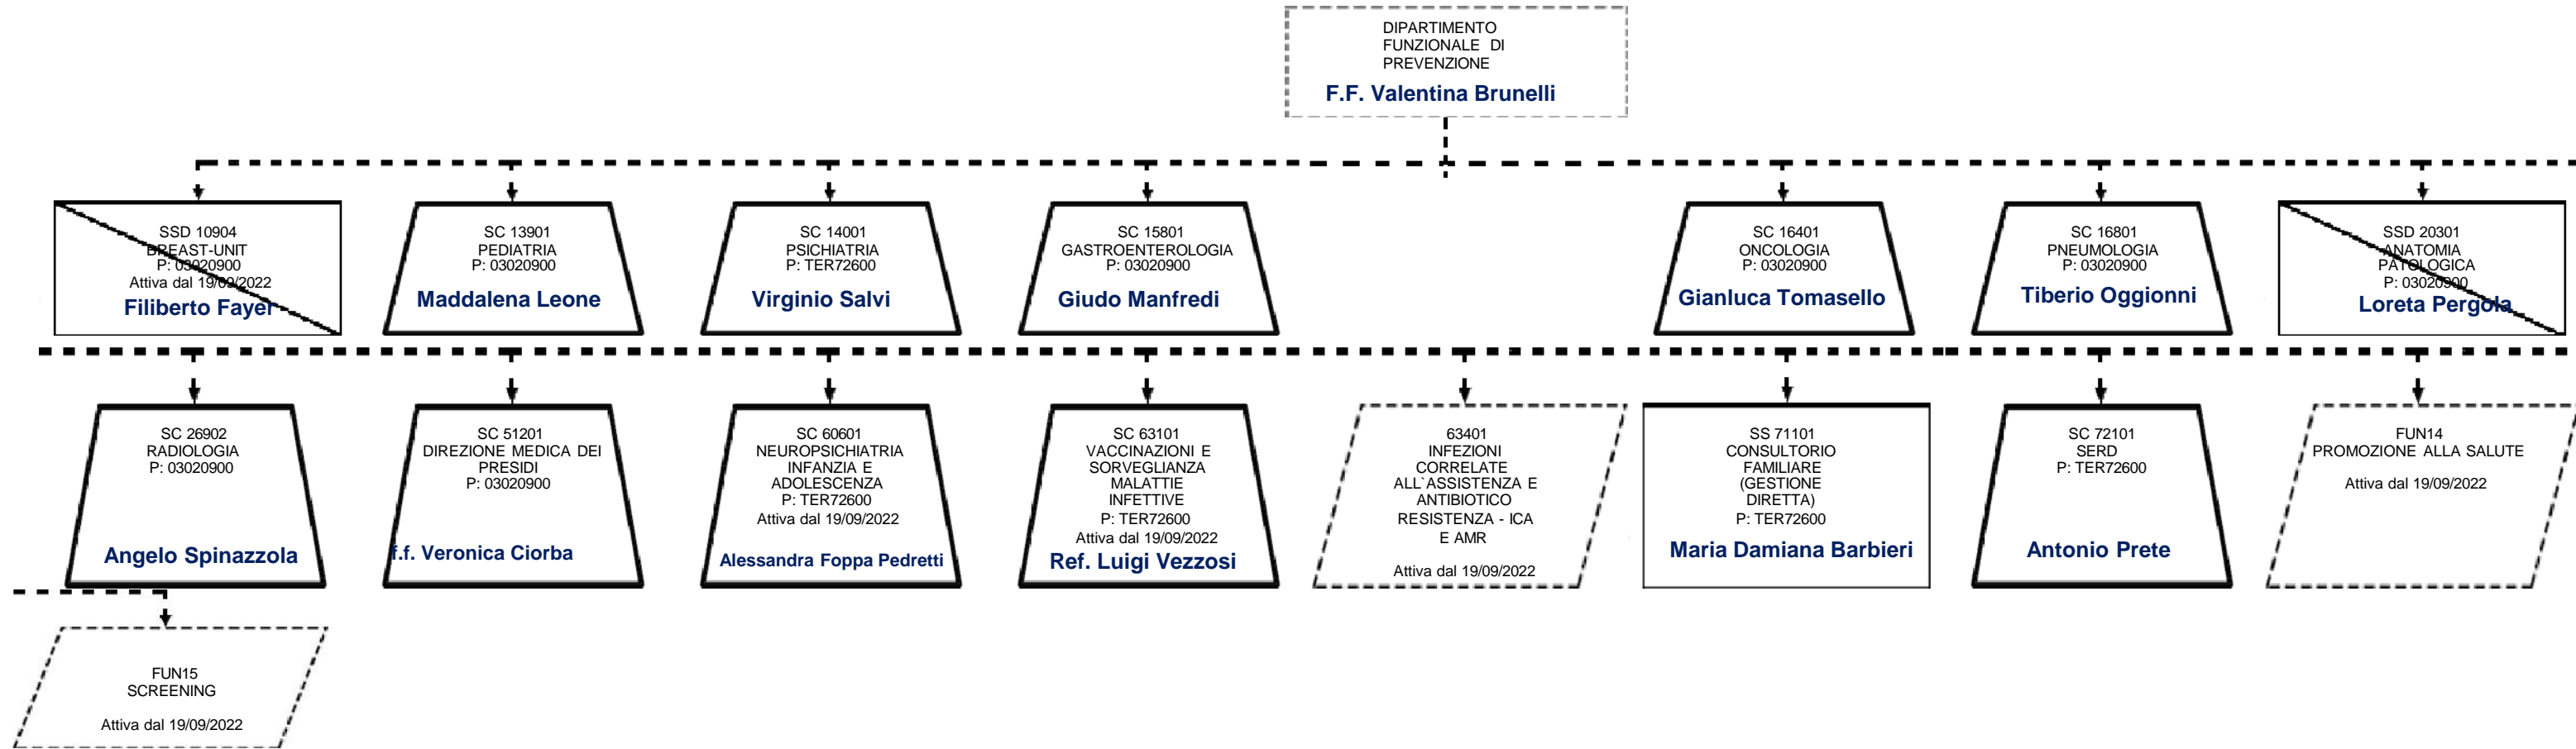 DIPARTIMENTO
FUNZIONALE DI
PREVENZIONE
F.F. Valentina Brunelli
SSD 10904
BREAST-UNIT
P: 03020900
Attiva dal 19/09/2022
Filiberto Fayer
SC 13901
PEDIATRIA
P: 03020900
Maddalena Leone
SC 14001
PSICHIATRIA
P: TER72600
Virginio Salvi
SC 15801
GASTROENTEROLOGIA
P: 03020900
Giudo Manfredi
SC 16401
ONCOLOGIA
P: 03020900
Gianluca Tomasello
SC 16801
PNEUMOLOGIA
P: 03020900
Tiberio Oggionni
SSD 20301
ANATOMIA
PATOLOGICA
P: 03020900
Loreta Pergola
SC 26902
RADIOLOGIA
P: 03020900
Angelo Spinazzola
SC 51201
DIREZIONE MEDICA DEI
PRESIDI
P: 03020900
f.f. Veronica Ciorba
SC 60601
NEUROPSICHIATRIA
INFANZIA E
ADOLESCENZA
P: TER72600
Attiva dal 19/09/2022
Alessandra Foppa Pedretti
SC 63101
VACCINAZIONI E
SORVEGLIANZA
MALATTIE
INFETTIVE
P: TER72600
Attiva dal 19/09/2022
Ref. Luigi Vezzosi
63401
INFEZIONI
CORRELATE
ALL`ASSISTENZA E
ANTIBIOTICO
RESISTENZA - ICA
E AMR
Attiva dal 19/09/2022
SS 71101
CONSULTORIO
FAMILIARE
(GESTIONE
DIRETTA)
P: TER72600
Maria Damiana Barbieri
SC 72101
SERD
P: TER72600
Antonio Prete
FUN14
PROMOZIONE ALLA SALUTE
Attiva dal 19/09/2022
FUN15
SCREENING
Attiva dal 19/09/2022